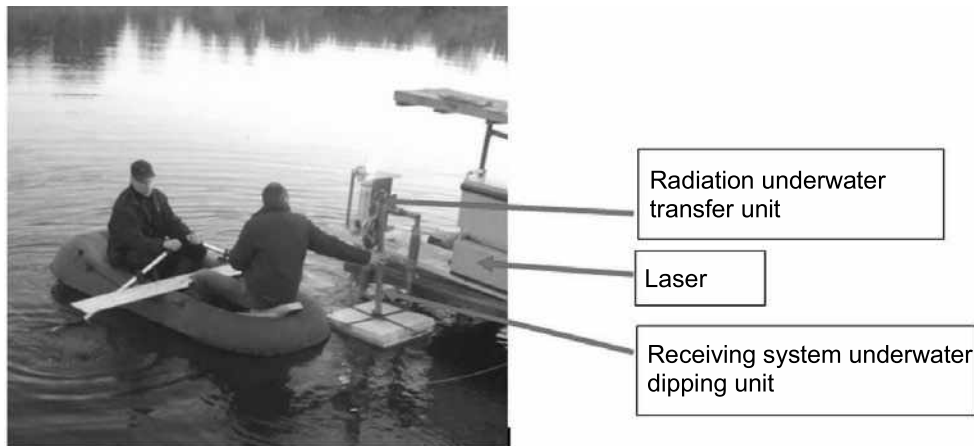 Radiation underwater
transfer unit
Laser
Receiving system underwater
dipping unit